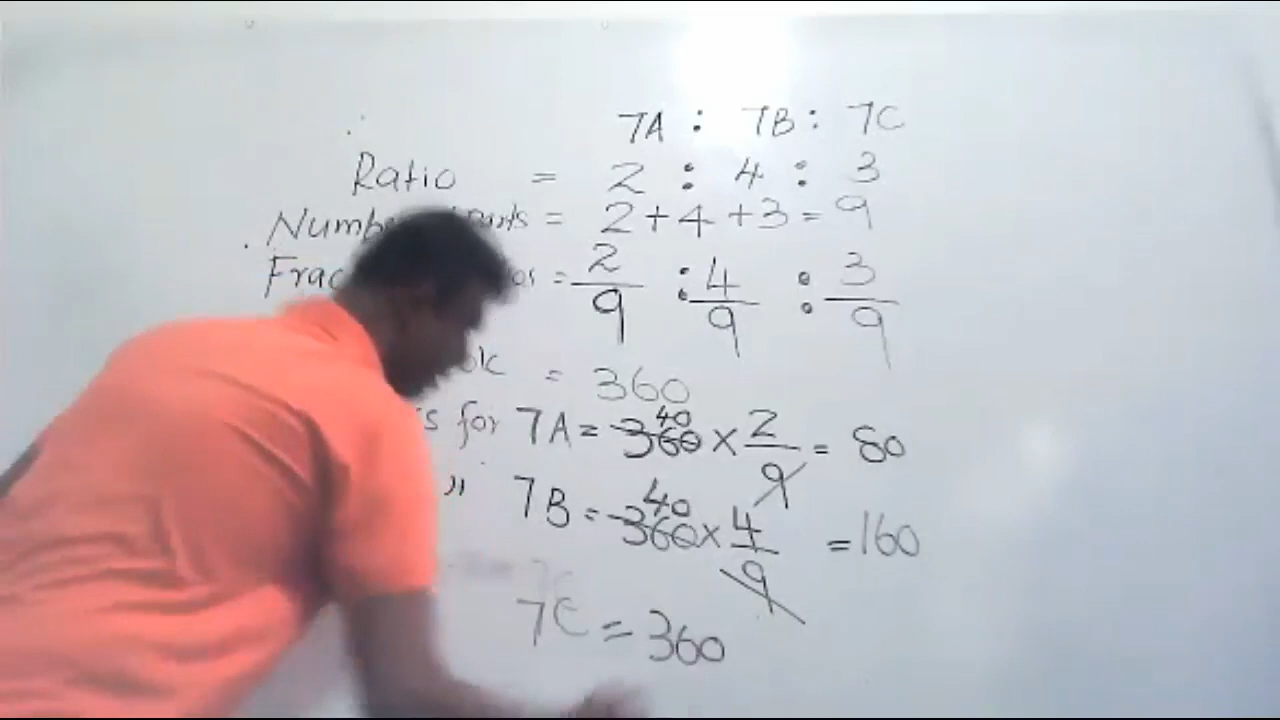 7A : 7B : 7C
Ratio = 2 : 4 : 3
= 2 + 4 + 3 = 9
= 2/9 : 4/9 : 3/9
= 360
for 7A = 360 40 × 2/9 = 80
" 7B = 360 40 × 4/9 = 160
7C = 360